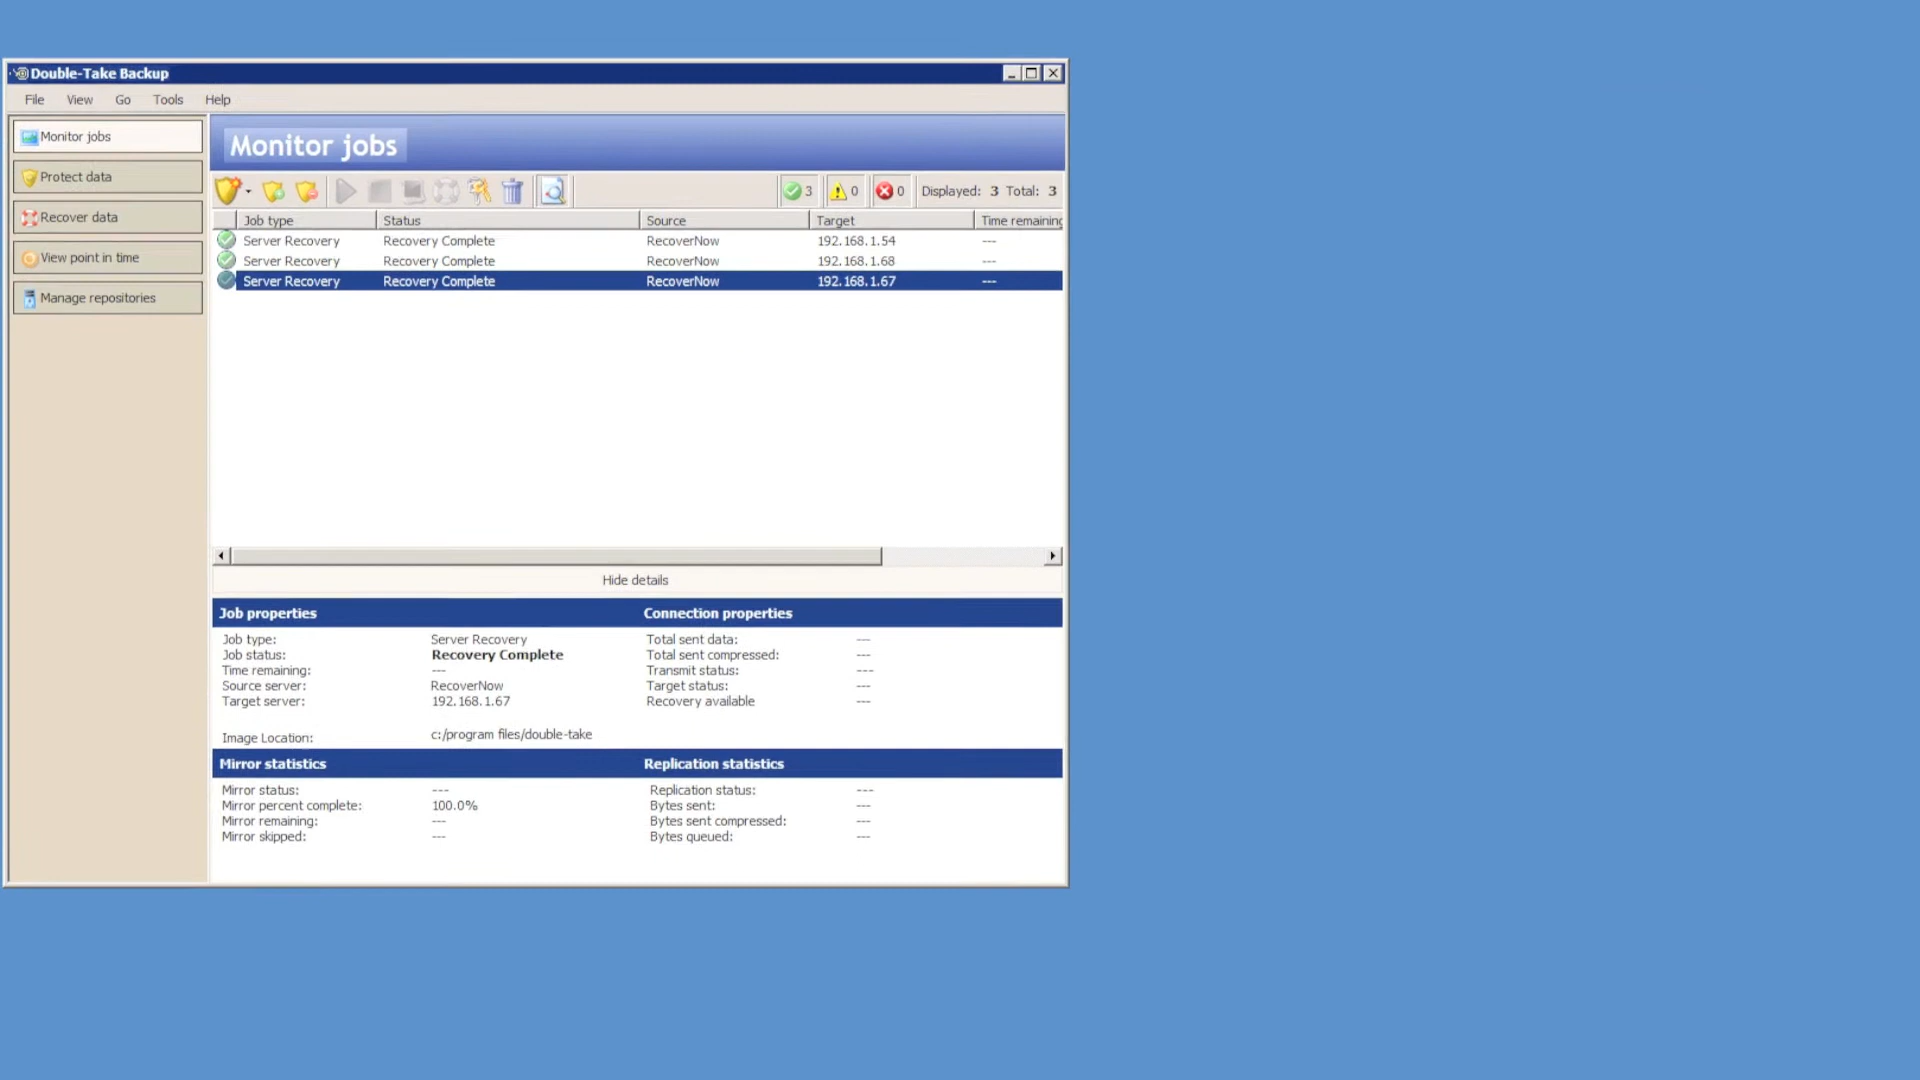 Double-Take Backup
File View Go Tools Help
Monitor jobs
Protect data
Recover data
View point in time
Manage repositories
Monitor jobs
3 0 0 Displayed: 3 Total: 3
Job type Status Source Target Time remaining
Server Recovery Recovery Complete RecoverNow 192.168.1.54 ---
Server Recovery Recovery Complete RecoverNow 192.168.1.68 ---
Server Recovery Recovery Complete RecoverNow 192.168.1.67 ---
Hide details
Job properties Connection properties
Job type: Server Recovery Total sent data: ---
Job status: Recovery Complete Total sent compressed: ---
Time remaining: --- Transmit status: ---
Source server: RecoverNow Target status: ---
Target server: 192.168.1.67 Recovery available ---
Image Location: c:/program files/double-take
Mirror statistics Replication statistics
Mirror status: --- Replication status: ---
Mirror percent complete: 100.0% Bytes sent: ---
Mirror remaining: --- Bytes sent compressed: ---
Mirror skipped: --- Bytes queued: ---